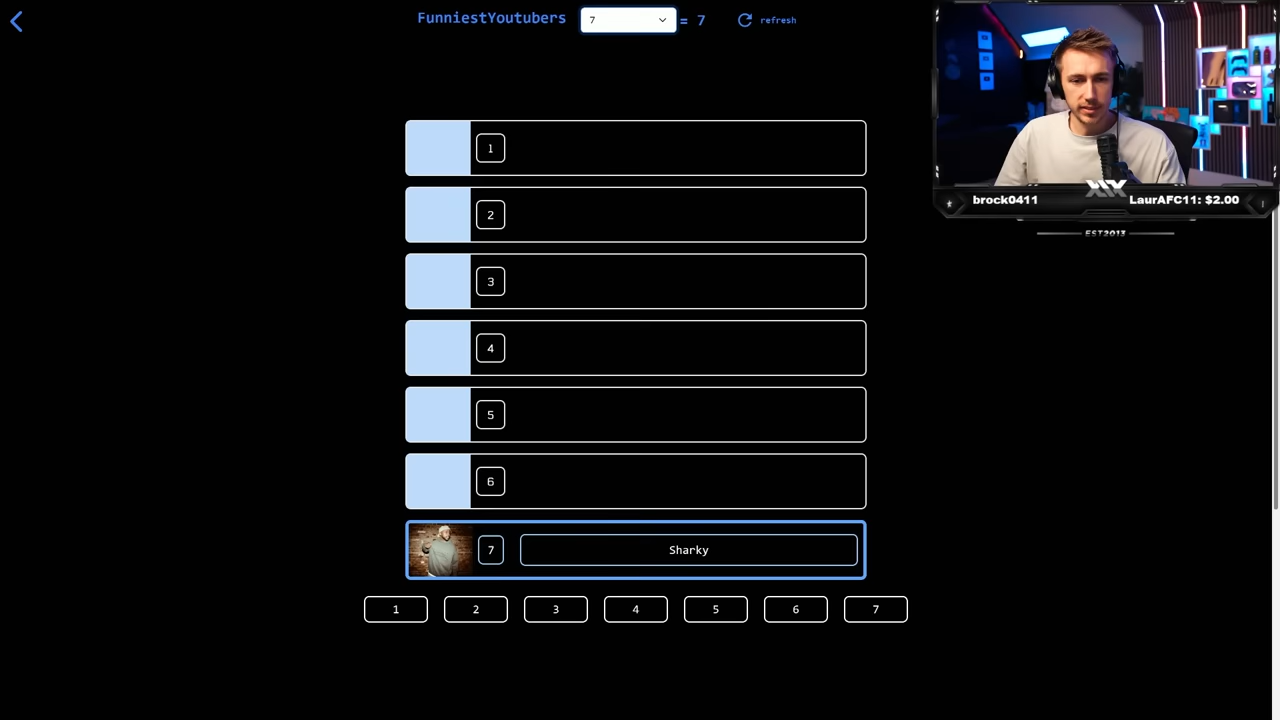 FunniestYoutubers 7 = 7 refresh
1
2
3
4
5
6
7 Sharky
1 2 3 4 5 6 7
XIX
brock0411 LaurAFC11: $2.00
EST2013